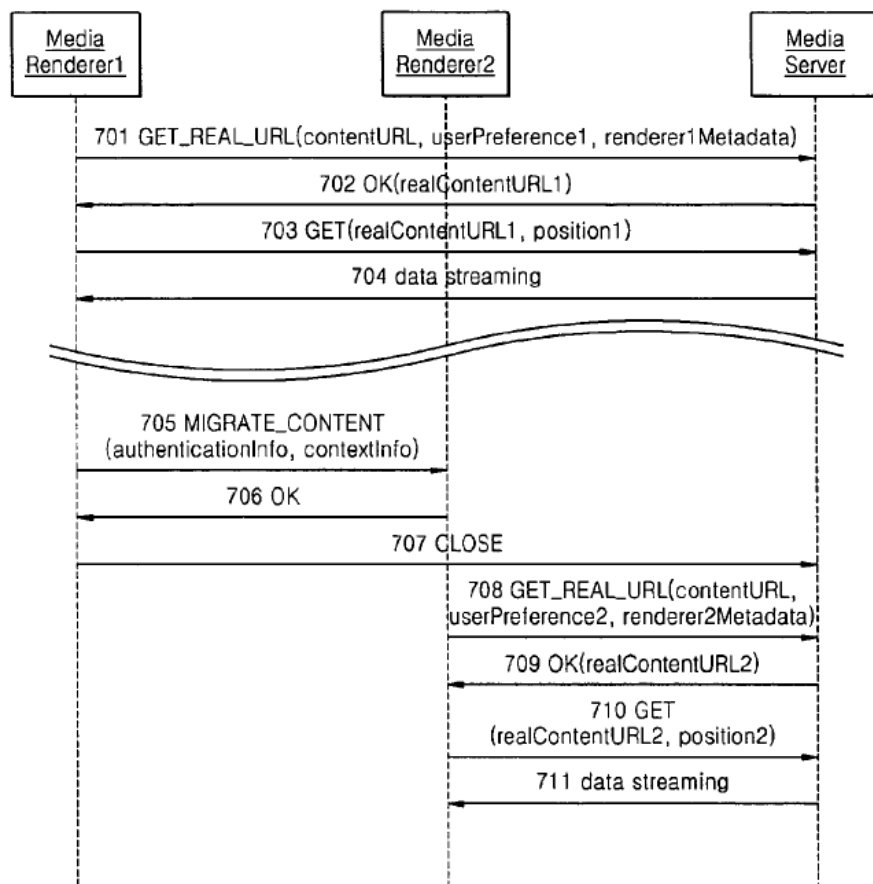 Media
Renderer1
Media
Renderer2
Media
Server
701 GET_REAL_URL(contentURL, userPreference1, renderer1Metadata)
702 OK(realContentURL1)
703 GET(realContentURL1, position1)
704 data streaming
705 MIGRATE_CONTENT
(authenticationInfo, contextInfo)
706 OK
707 CLOSE
708 GET_REAL_URL(contentURL,
userPreference2, renderer2Metadata)
709 OK(realContentURL2)
710 GET
(realContentURL2, position2)
711 data streaming